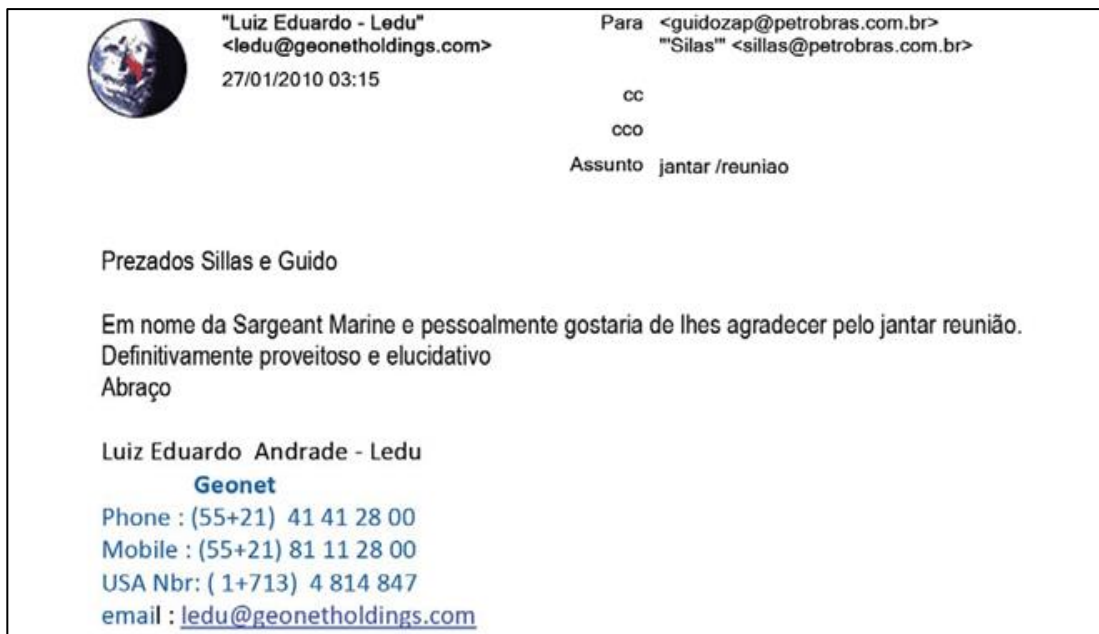 "Luiz Eduardo - Ledu"
<ledu@geonetholdings.com>
27/01/2010 03:15
Para <guidozap@petrobras.com.br>
"'Silas'" <sillas@petrobras.com.br>
cc
cco
Assunto jantar /reuniao
Prezados Sillas e Guido
Em nome da Sargeant Marine e pessoalmente gostaria de lhes agradecer pelo jantar reunião.
Definitivamente proveitoso e elucidativo
Abraço
Luiz Eduardo Andrade - Ledu
Geonet
Phone : (55+21) 41 41 28 00
Mobile : (55+21) 81 11 28 00
USA Nbr: ( 1+713) 4 814 847
email : ledu@geonetholdings.com